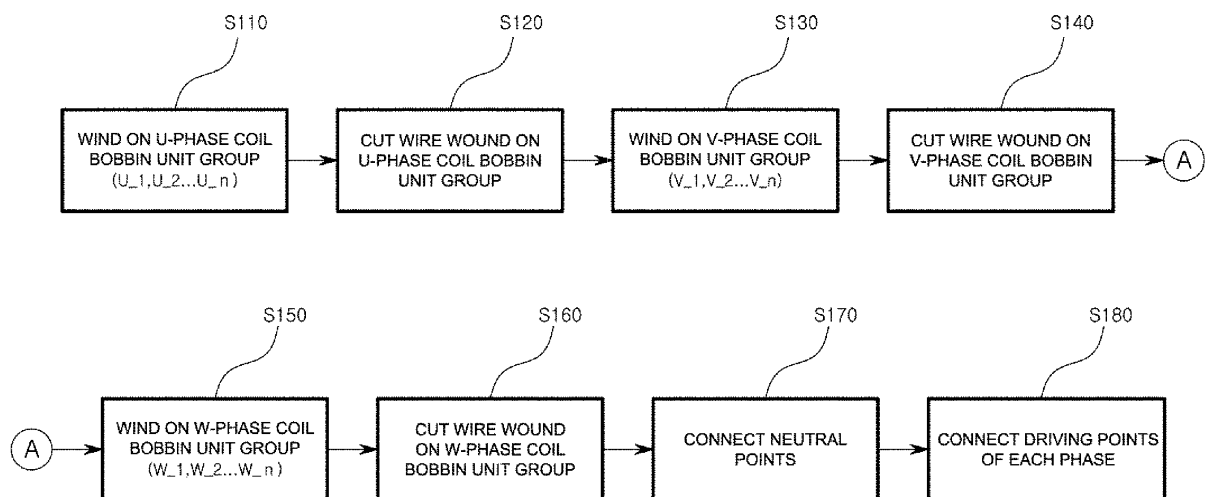 S110
S120
S130
S140
WIND ON U-PHASE COIL
BOBBIN UNIT GROUP
(U_1,U_2...U_n)
CUT WIRE WOUND ON
U-PHASE COIL BOBBIN
UNIT GROUP
WIND ON V-PHASE COIL
BOBBIN UNIT GROUP
(V_1,V_2...V_n)
CUT WIRE WOUND ON
V-PHASE COIL BOBBIN
UNIT GROUP
A
S150
S160
S170
S180
A
WIND ON W-PHASE COIL
BOBBIN UNIT GROUP
(W_1,W_2...W_n)
CUT WIRE WOUND
ON W-PHASE COIL
BOBBIN UNIT GROUP
CONNECT NEUTRAL
POINTS
CONNECT DRIVING POINTS
OF EACH PHASE